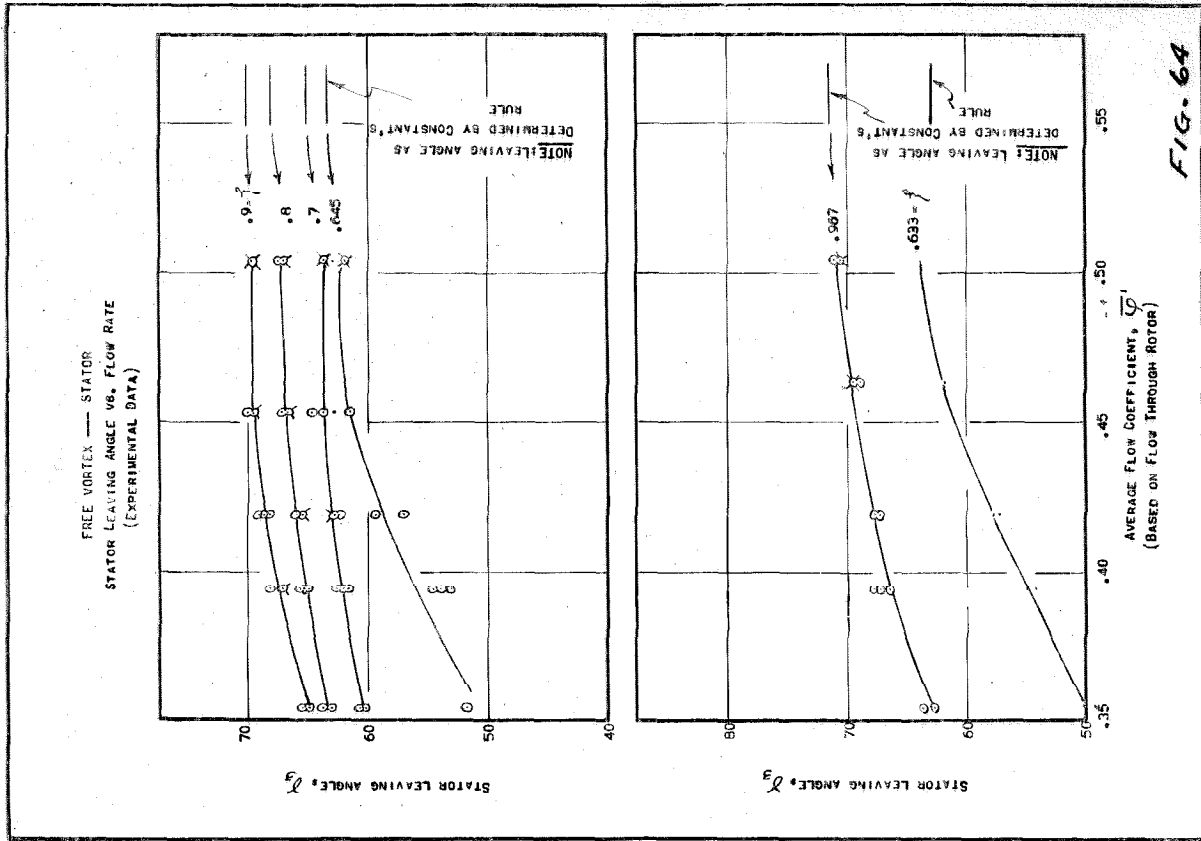 FREE VORTEX — STATOR
STATOR LEAVING ANGLE VS. FLOW RATE
(EXPERIMENTAL DATA)
STATOR LEAVING ANGLE, γ₃
70
60
50
40
.9 = ξ
.8
.7
.645
NOTE: LEAVING ANGLE AS
DETERMINED BY CONSTANT'S
RULE
STATOR LEAVING ANGLE, γ₃
80
70
60
50
.967
.633 = ξ
NOTE: LEAVING ANGLE AS
DETERMINED BY CONSTANT'S
RULE
.35
.40
.45
.50
.55
AVERAGE FLOW COEFFICIENT, φ̅'
(BASED ON FLOW THROUGH ROTOR)
FIG. 64